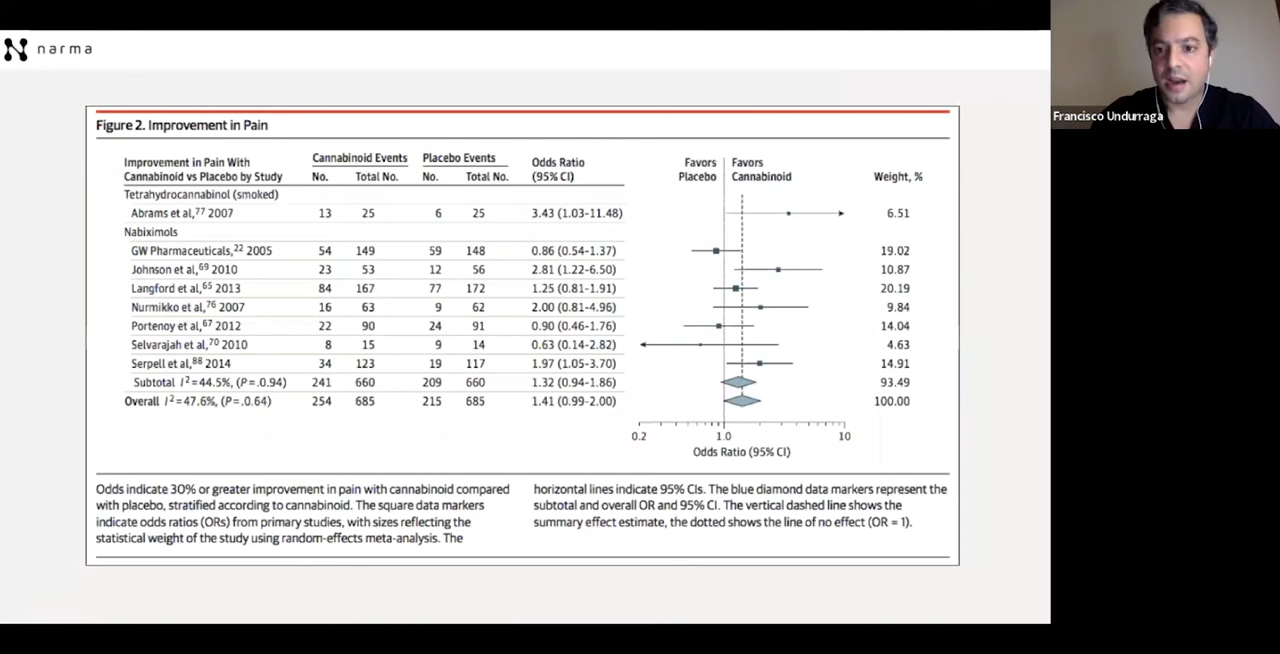 narma
Francisco Undurraga
Figure 2. Improvement in Pain
Improvement in Pain With
Cannabinoid vs Placebo by Study
Cannabinoid Events
No. Total No.
Placebo Events
No. Total No.
Odds Ratio
(95% CI)
Favors
Placebo
Favors
Cannabinoid
Weight, %
Tetrahydrocannabinol (smoked)
Abrams et al,77 2007 13 25 6 25 3.43 (1.03-11.48) 6.51
Nabiximols
GW Pharmaceuticals,22 2005 54 149 59 148 0.86 (0.54-1.37) 19.02
Johnson et al,69 2010 23 53 12 56 2.81 (1.22-6.50) 10.87
Langford et al,65 2013 84 167 77 172 1.25 (0.81-1.91) 20.19
Nurmikko et al,76 2007 16 63 9 62 2.00 (0.81-4.96) 9.84
Portenoy et al,67 2012 22 90 24 91 0.90 (0.46-1.76) 14.04
Selvarajah et al,70 2010 8 15 9 14 0.63 (0.14-2.82) 4.63
Serpell et al,88 2014 34 123 19 117 1.97 (1.05-3.70) 14.91
Subtotal I2=44.5%, (P=.94) 241 660 209 660 1.32 (0.94-1.86) 93.49
Overall I2=47.6%, (P=.0.64) 254 685 215 685 1.41 (0.99-2.00) 100.00
0.2 1.0 10
Odds Ratio (95% CI)
Odds indicate 30% or greater improvement in pain with cannabinoid compared
with placebo, stratified according to cannabinoid. The square data markers
indicate odds ratios (ORs) from primary studies, with sizes reflecting the
statistical weight of the study using random-effects meta-analysis. The
horizontal lines indicate 95% CIs. The blue diamond data markers represent the
subtotal and overall OR and 95% CI. The vertical dashed line shows the
summary effect estimate, the dotted shows the line of no effect (OR = 1).